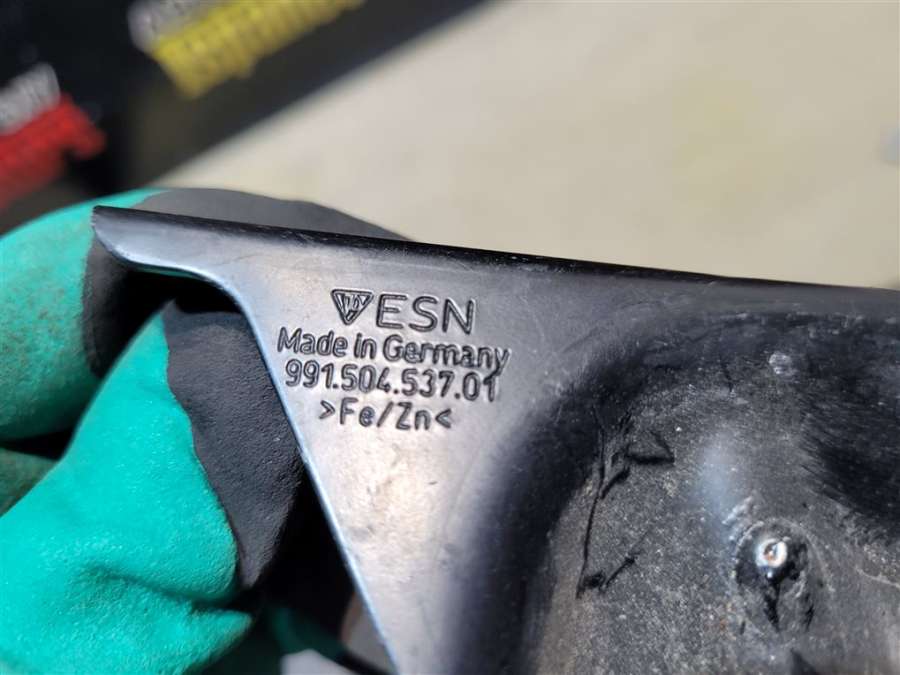 ESN
Made in Germany
991.504.537.01
>Fe/Zn<